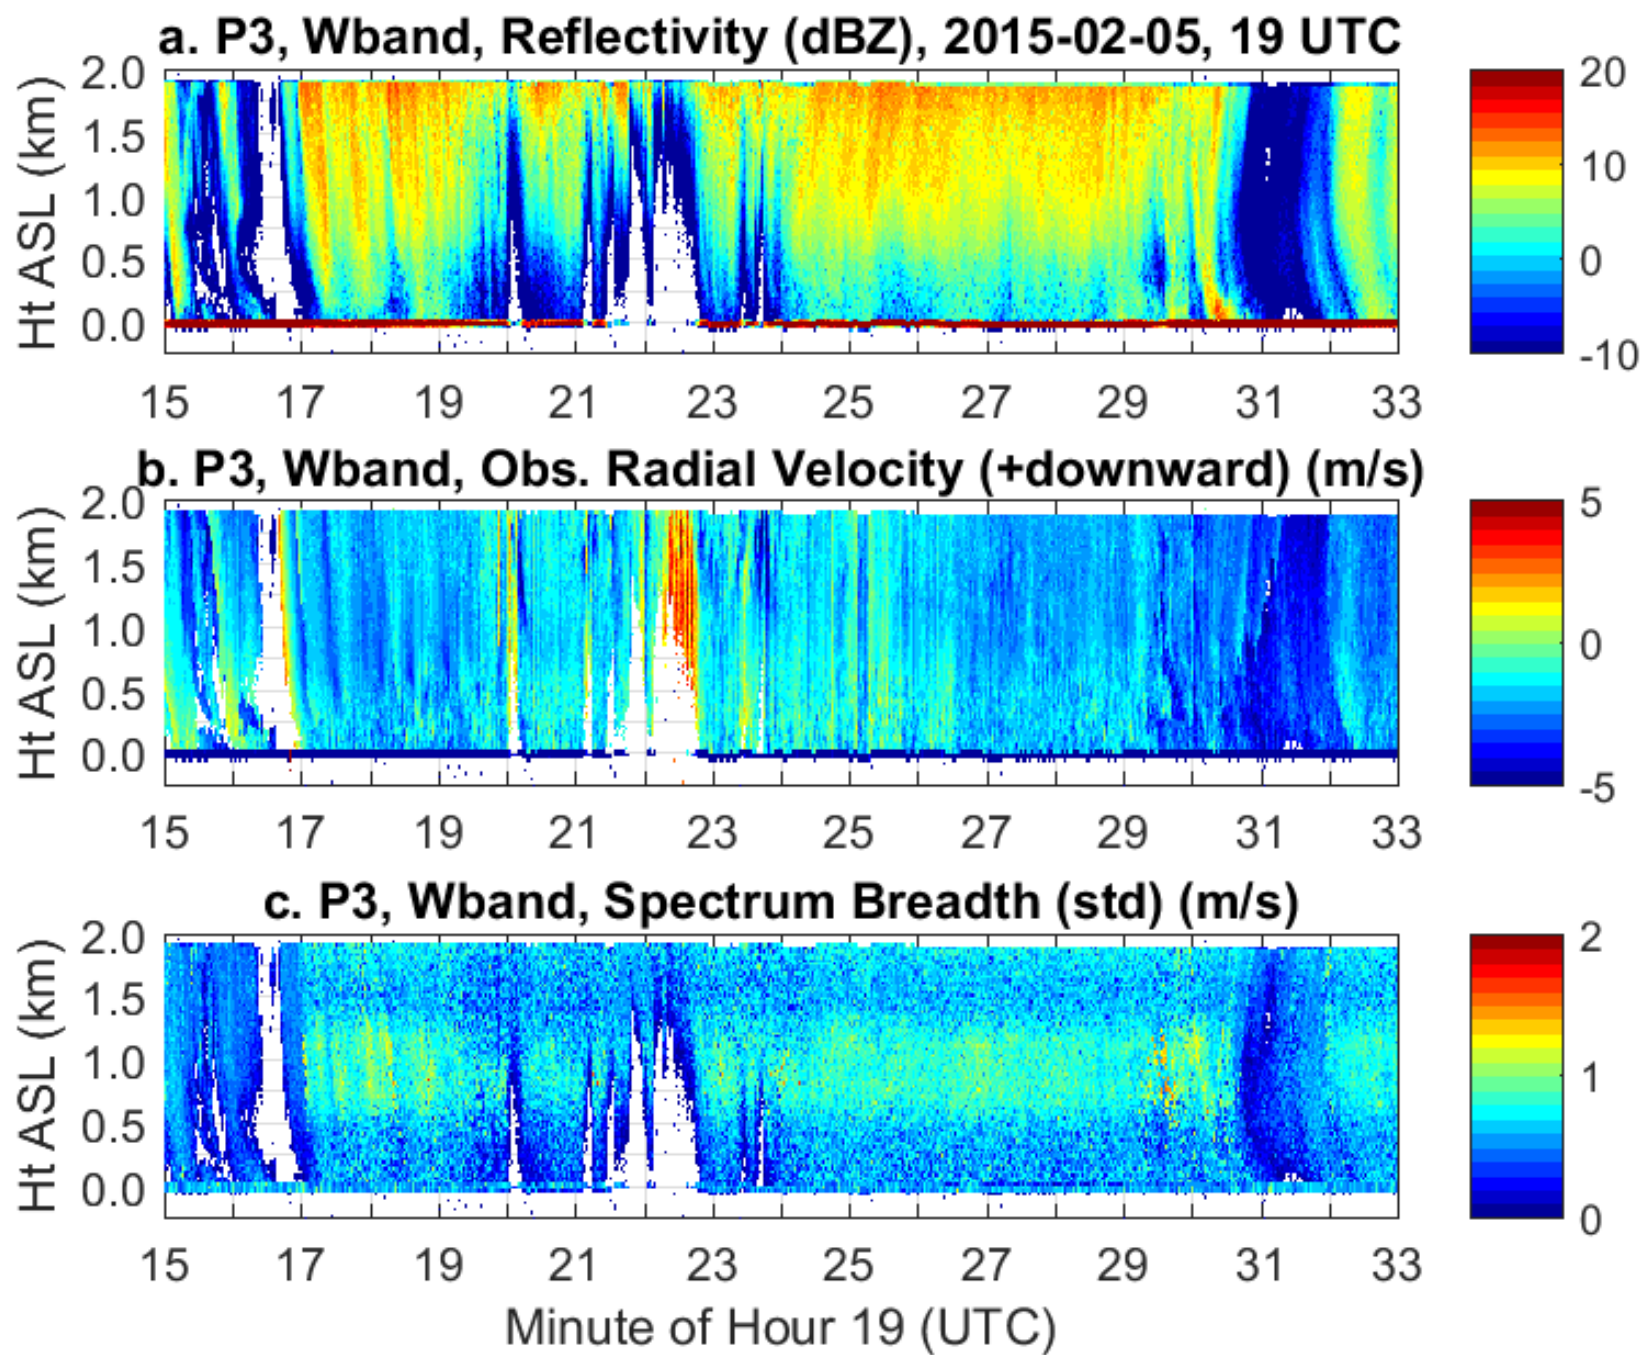 a. P3, Wband, Reflectivity (dBZ), 2015-02-05, 19 UTC
Ht ASL (km)
2.0
1.5
1.0
0.5
0.0
15 17 19 21 23 25 27 29 31 33
20
10
0
-10
b. P3, Wband, Obs. Radial Velocity (+downward) (m/s)
Ht ASL (km)
2.0
1.5
1.0
0.5
0.0
15 17 19 21 23 25 27 29 31 33
5
0
-5
c. P3, Wband, Spectrum Breadth (std) (m/s)
Ht ASL (km)
2.0
1.5
1.0
0.5
0.0
15 17 19 21 23 25 27 29 31 33
2
1
0
Minute of Hour 19 (UTC)